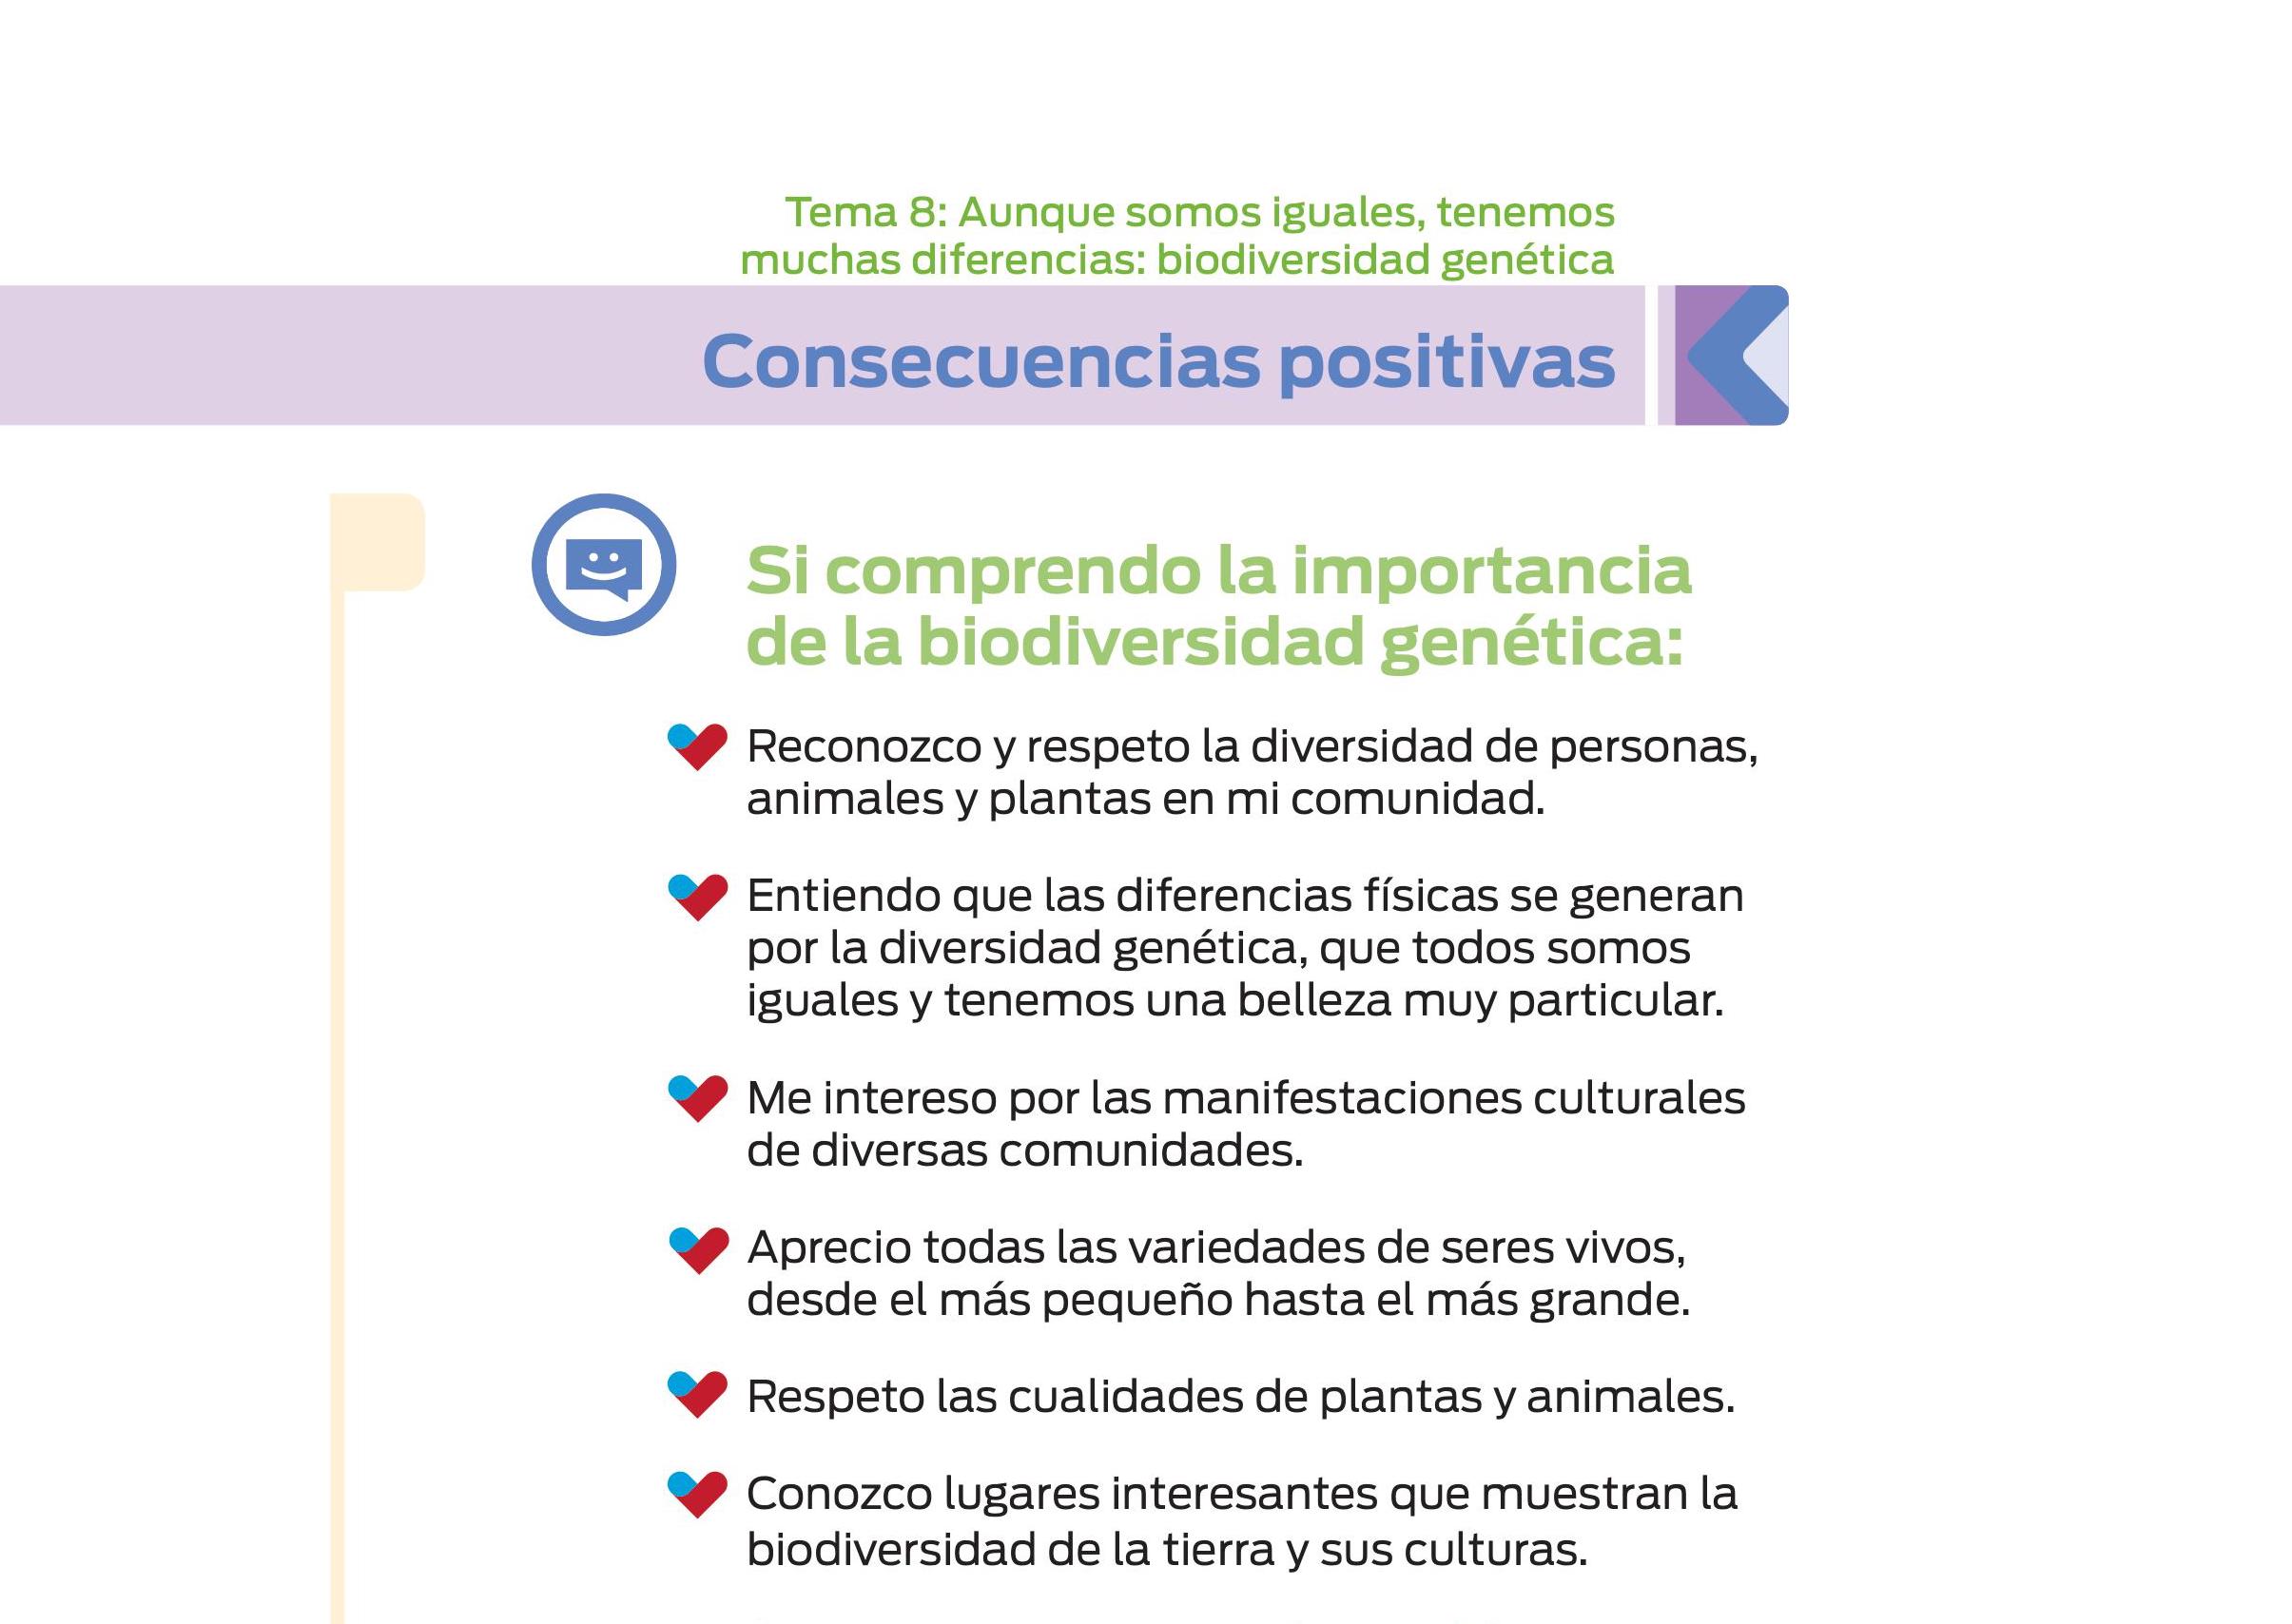 Tema 8: Aunque somos iguales, tenemos
muchas diferencias: biodiversidad genética
Consecuencias positivas
Si comprendo la importancia
de la biodiversidad genética:
Reconozco y respeto la diversidad de personas,
animales y plantas en mi comunidad.
Entiendo que las diferencias físicas se generan
por la diversidad genética, que todos somos
iguales y tenemos una belleza muy particular.
Me intereso por las manifestaciones culturales
de diversas comunidades.
Aprecio todas las variedades de seres vivos,
desde el más pequeño hasta el más grande.
Respeto las cualidades de plantas y animales.
Conozco lugares interesantes que muestran la
biodiversidad de la tierra y sus culturas.